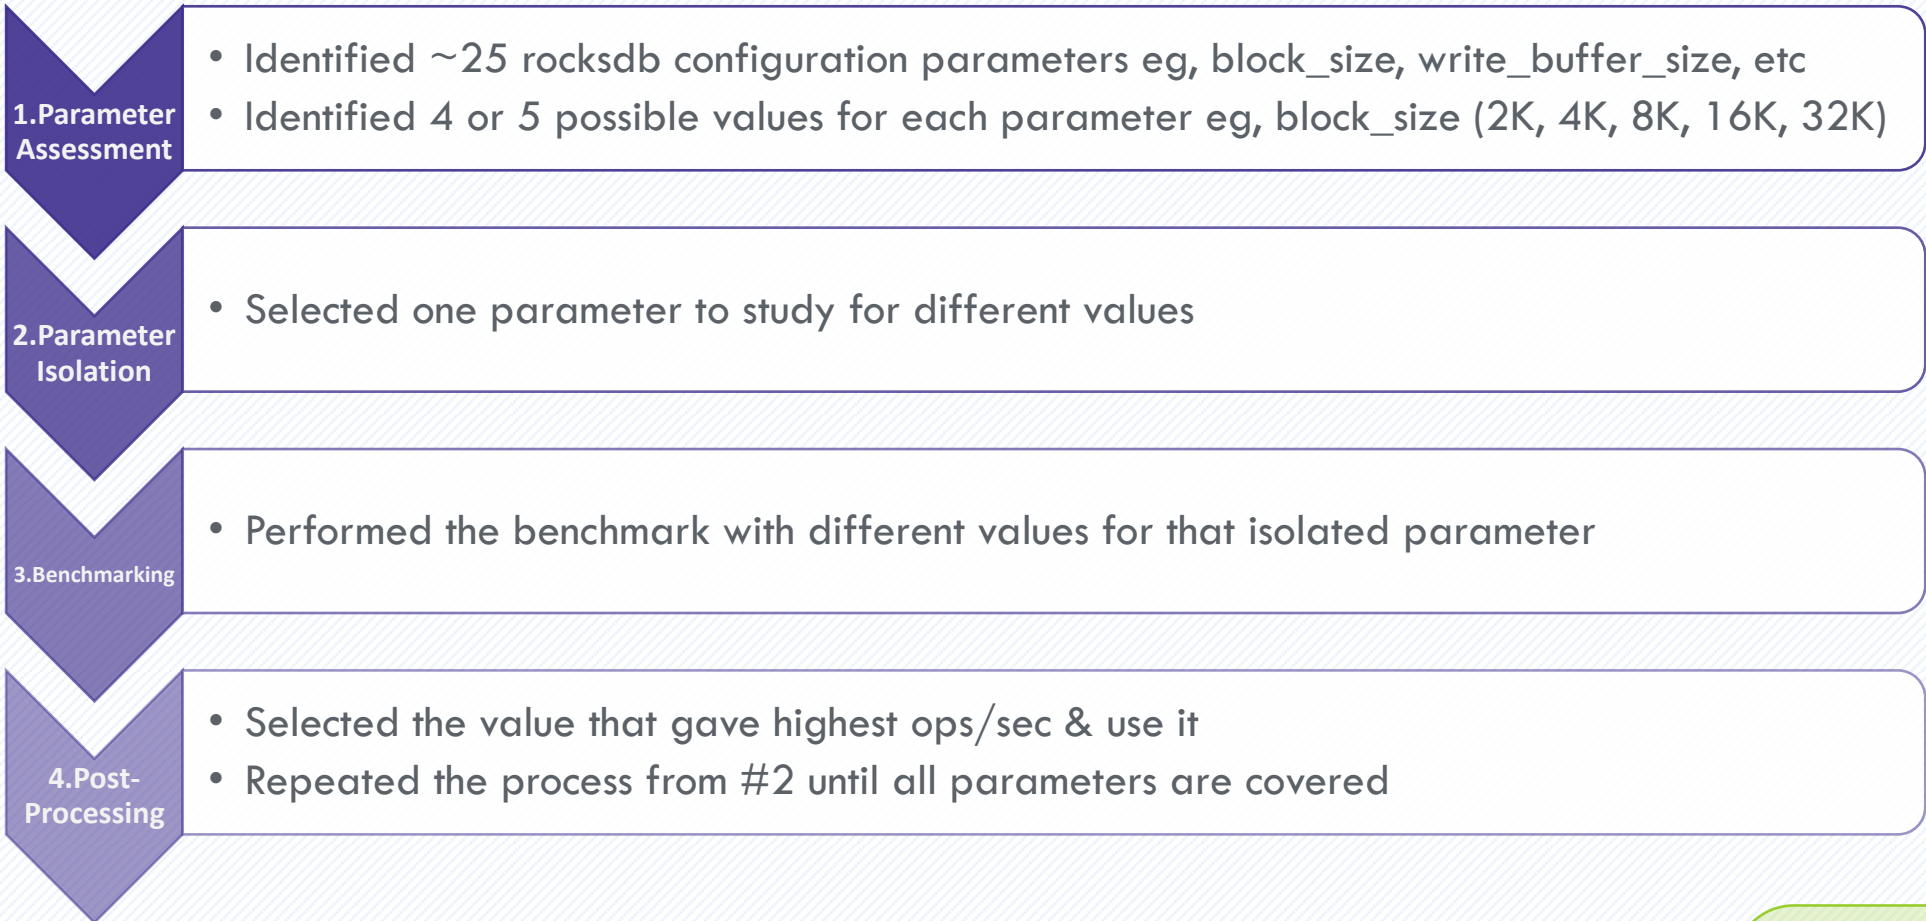 1.Parameter
Assessment
• Identified ~25 rocksdb configuration parameters eg, block_size, write_buffer_size, etc
• Identified 4 or 5 possible values for each parameter eg, block_size (2K, 4K, 8K, 16K, 32K)
2.Parameter
Isolation
• Selected one parameter to study for different values
3.Benchmarking
• Performed the benchmark with different values for that isolated parameter
4.Post-
Processing
• Selected the value that gave highest ops/sec & use it
• Repeated the process from #2 until all parameters are covered